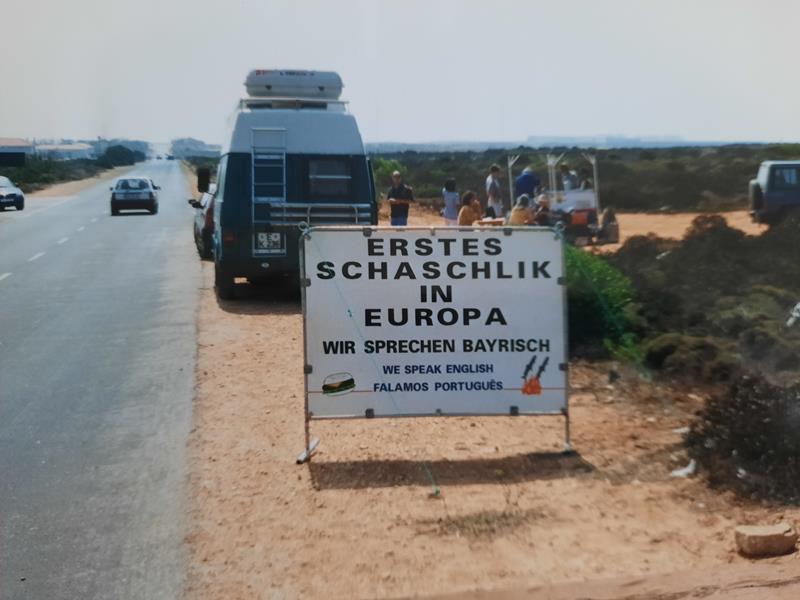 ERSTES
SCHASCHLIK
IN
EUROPA
WIR SPRECHEN BAYRISCH
WE SPEAK ENGLISH
FALAMOS PORTUGUÊS